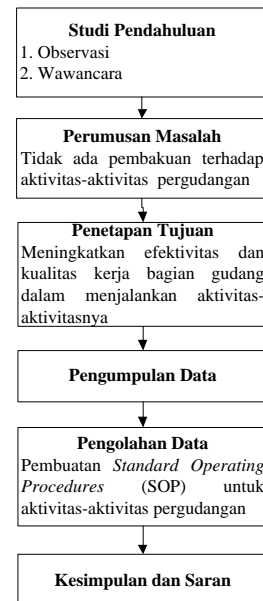 Studi Pendahuluan
1. Observasi
2. Wawancara
Perumusan Masalah
Tidak ada pembakuan terhadap
aktivitas-aktivitas pergudangan
Penetapan Tujuan
Meningkatkan efektivitas dan
kualitas kerja bagian gudang
dalam menjalankan aktivitas-
aktivitasnya
Pengumpulan Data
Pengolahan Data
Pembuatan Standard Operating
Procedures (SOP) untuk
aktivitas-aktivitas pergudangan
Kesimpulan dan Saran